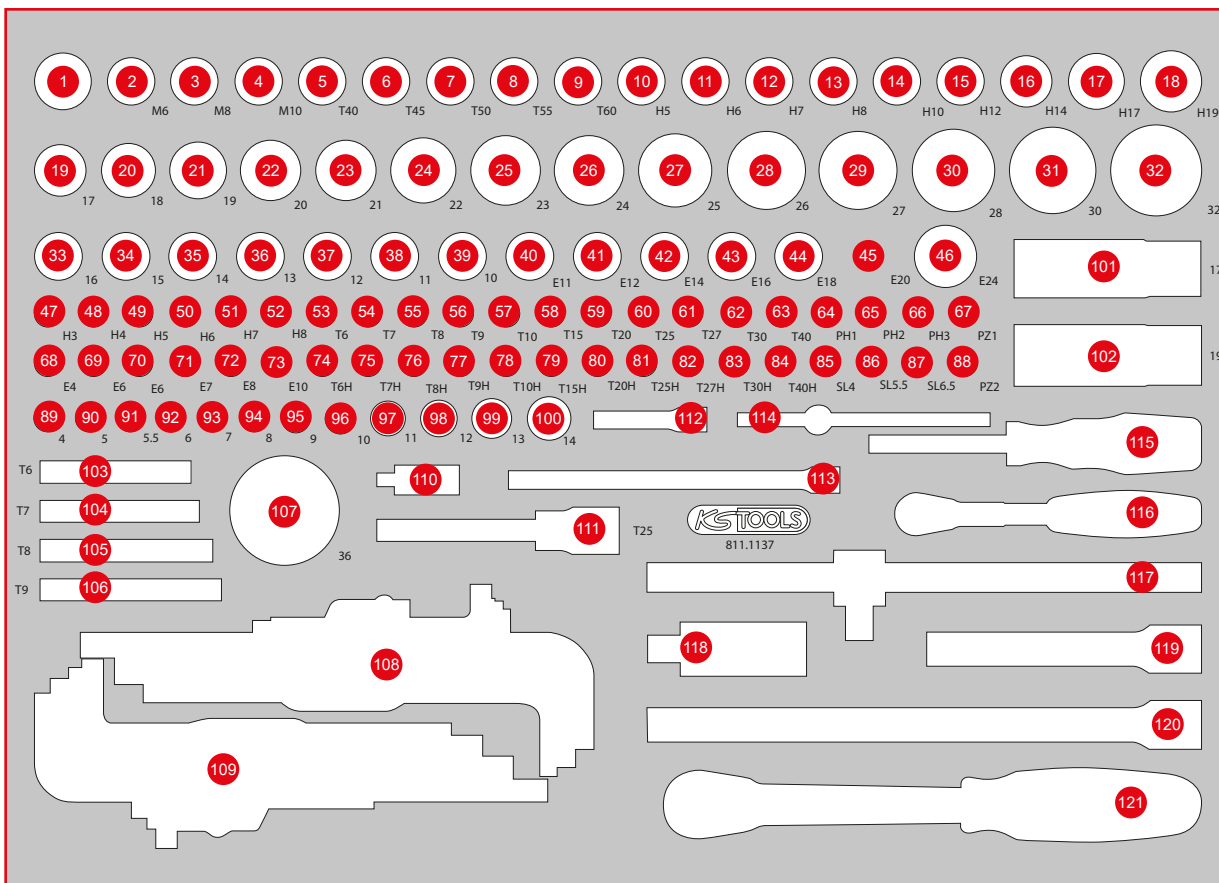 1 2 3 4 5 6 7 8 9 10 11 12 13 14 15 16 17 18
M6 M8 M10 T40 T45 T50 T55 T60 H5 H6 H7 H8 H10 H12 H14 H17 H19
19 20 21 22 23 24 25 26 27 28 29 30 31 32
17 18 19 20 21 22 23 24 25 26 27 28 30 32
33 34 35 36 37 38 39 40 41 42 43 44 45 46 101
16 15 14 13 12 11 10 E11 E12 E14 E16 E18 E20 E24 17
47 48 49 50 51 52 53 54 55 56 57 58 59 60 61 62 63 64 65 66 67
H3 H4 H5 H6 H7 H8 T6 T7 T8 T9 T10 T15 T20 T25 T27 T30 T40 PH1 PH2 PH3 PZ1
68 69 70 71 72 73 74 75 76 77 78 79 80 81 82 83 84 85 86 87 88 102 19
E4 E6 E6 E7 E8 E10 T6H T7H T8H T9H T10H T15H T20H T25H T27H T30H T40H SL4 SL5.5 SL6.5 PZ2
89 90 91 92 93 94 95 96 97 98 99 100 112 114
4 5 5.5 6 7 8 9 10 11 12 13 14 115
T6 103 110 113
T7 104 107 116
KS TOOLS
111 T25
811.1137
T8 105 36
T9 106 117
108 118 119
120
109
121